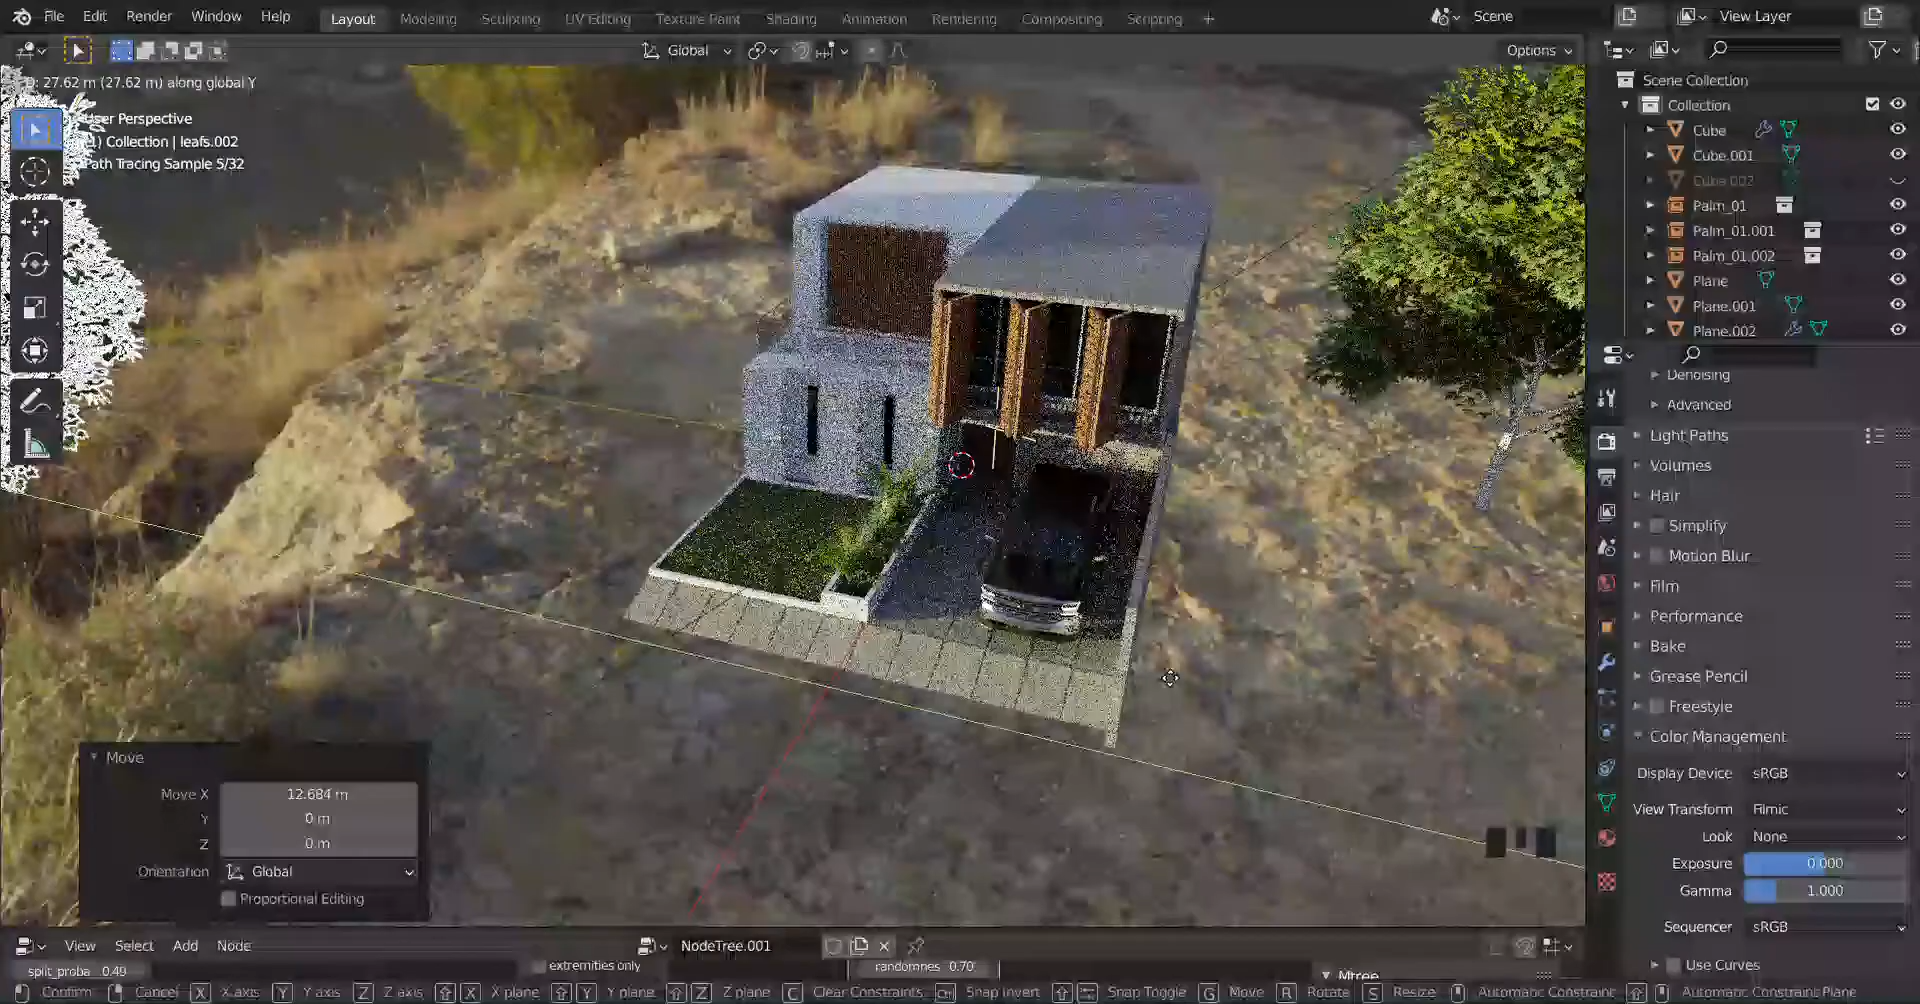 File Edit Render Window Help Layout Modeling Sculpting UV Editing Texture Paint Shading Animation Rendering Compositing Scripting + Scene View Layer
Global Options
D: 27.62 m (27.62 m) along global Y
User Perspective
(1) Collection | leafs.002
Path Tracing Sample 5/32
Scene Collection
Collection
Cube
Cube.001
Cube.002
Palm_01
Palm_01.001
Palm_01.002
Plane
Plane.001
Plane.002
Denoising
Advanced
Light Paths
Volumes
Hair
Simplify
Motion Blur
Film
Performance
Bake
Grease Pencil
Freestyle
Color Management
Display Device sRGB
View Transform Filmic
Look None
Exposure 0.000
Gamma 1.000
Sequencer sRGB
Use Curves
Move
Move X 12.684 m
Y 0 m
Z 0 m
Orientation Global
Proportional Editing
View Select Add Node NodeTree.001
split_proba 0.49 extremities only randomnes 0.70 Mtree
Confirm Cancel X X axis Y Y axis Z Z axis X X plane Y Y plane Z Z plane C Clear Constraints Snap Invert Snap Toggle G Move R Rotate S Resize Automatic Constraint Automatic Constraint Plane